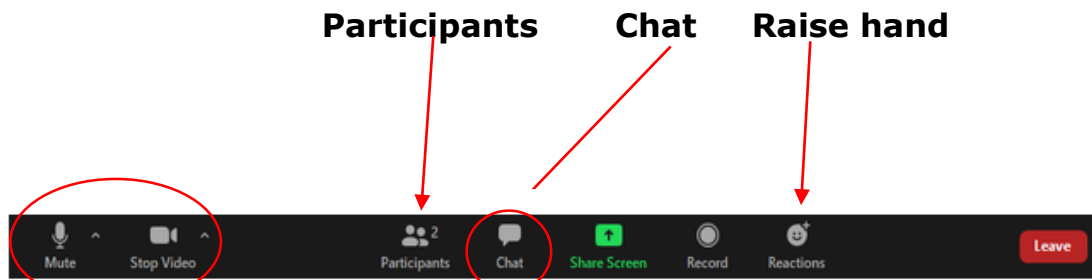 Participants Chat Raise hand
2
Mute Stop Video Participants Chat Share Screen Record Reactions Leave